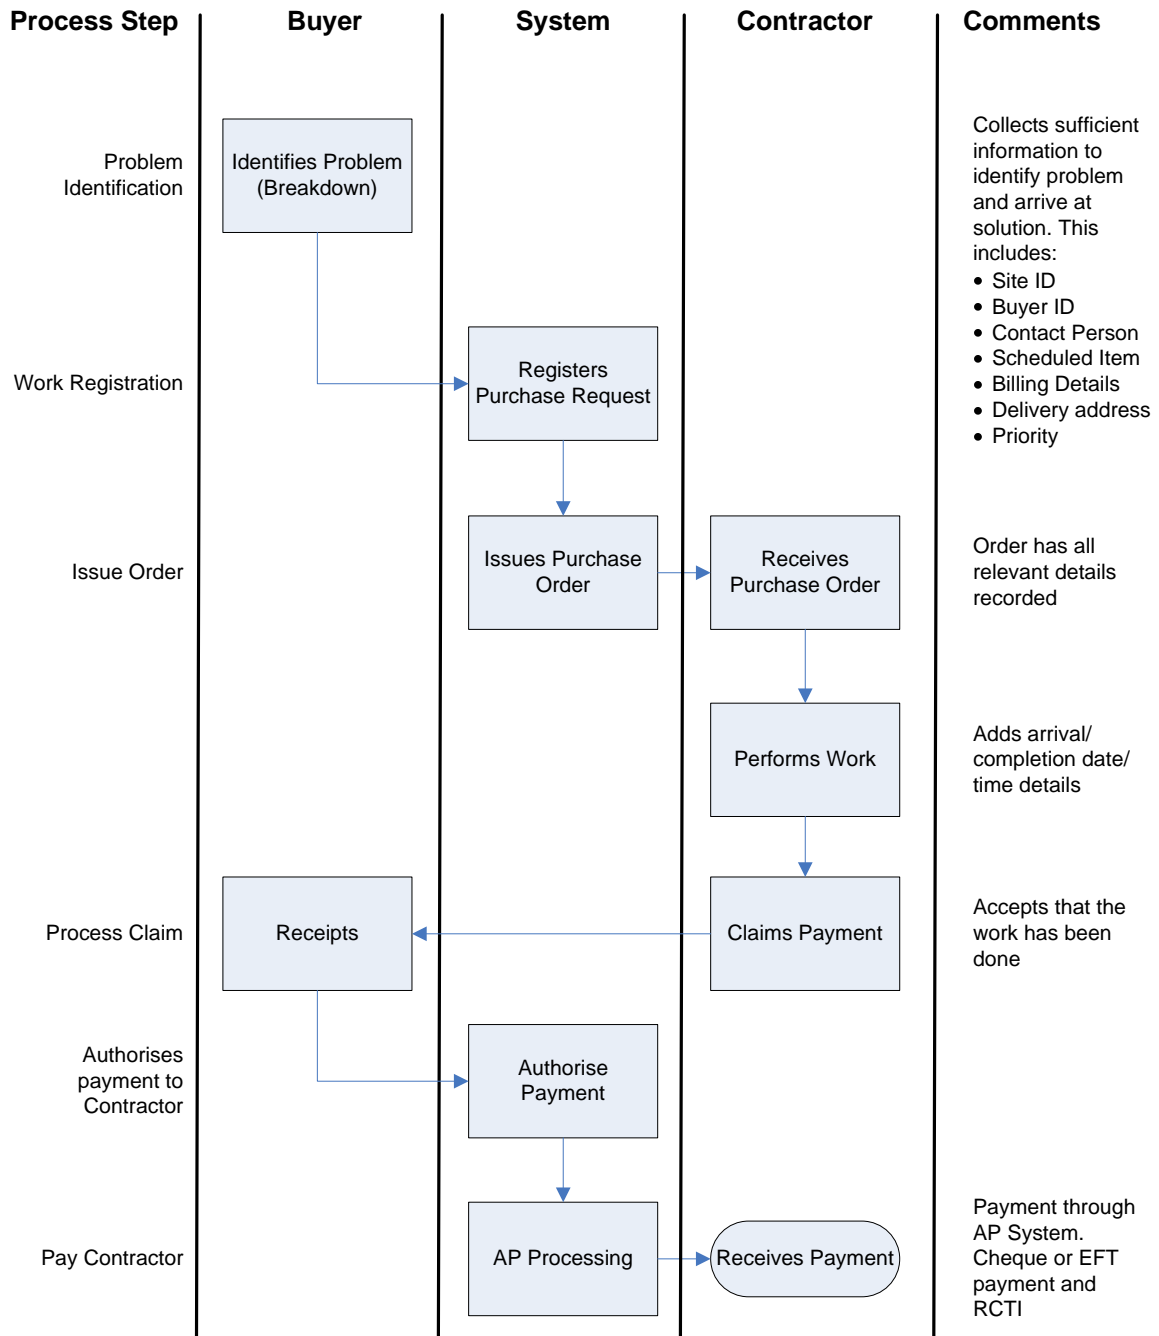 Process Step
Buyer
System
Contractor
Comments
Problem
Identification
Identifies Problem
(Breakdown)
Collects sufficient
information to
identify problem
and arrive at
solution. This
includes:
• Site ID
• Buyer ID
• Contact Person
• Scheduled Item
• Billing Details
• Delivery address
• Priority
Work Registration
Registers
Purchase Request
Issue Order
Issues Purchase
Order
Receives
Purchase Order
Order has all
relevant details
recorded
Performs Work
Adds arrival/
completion date/
time details
Process Claim
Receipts
Claims Payment
Accepts that the
work has been
done
Authorises
payment to
Contractor
Authorise
Payment
Pay Contractor
AP Processing
Receives Payment
Payment through
AP System.
Cheque or EFT
payment and
RCTI